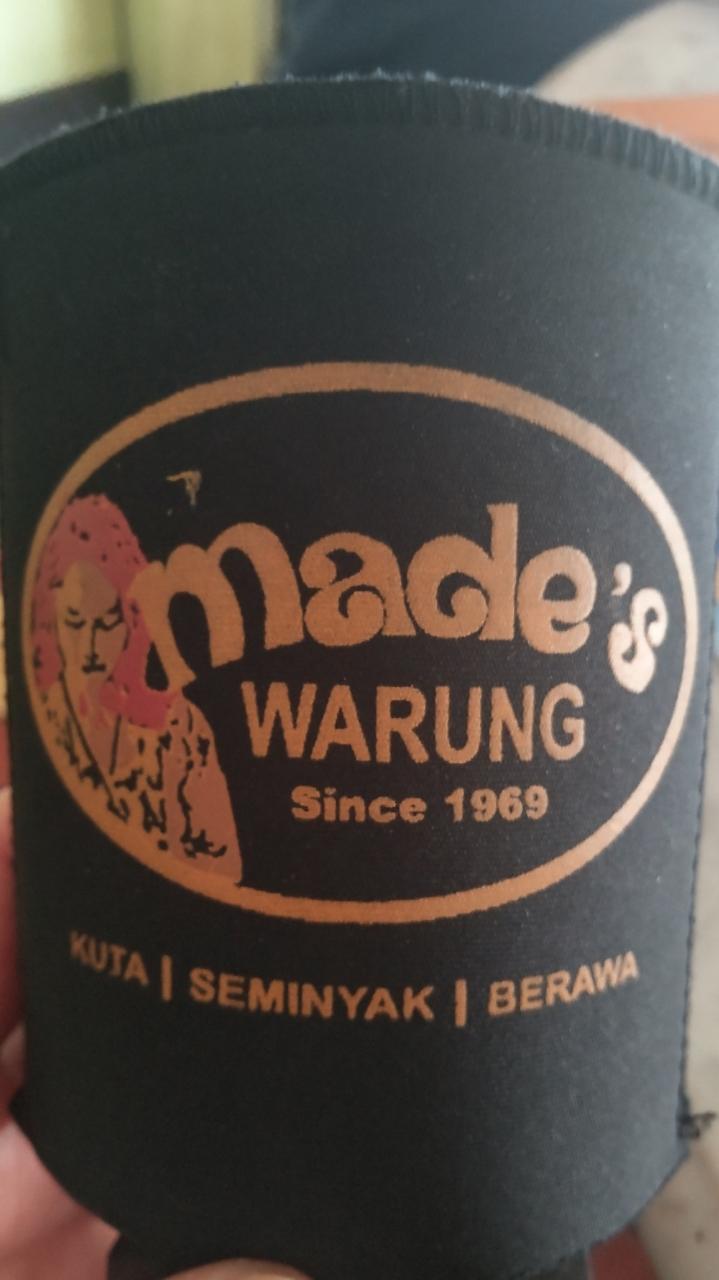 made's
WARUNG
Since 1969
KUTA | SEMINYAK | BERAWA